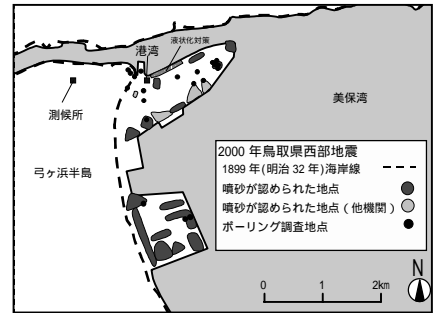 港湾
液状化対策
測候所
美保湾
弓ヶ浜半島
2000 年鳥取県西部地震
1899 年(明治 32 年)海岸線
噴砂が認められた地点
噴砂が認められた地点（他機関）
ボーリング調査地点
N
0 1 2km